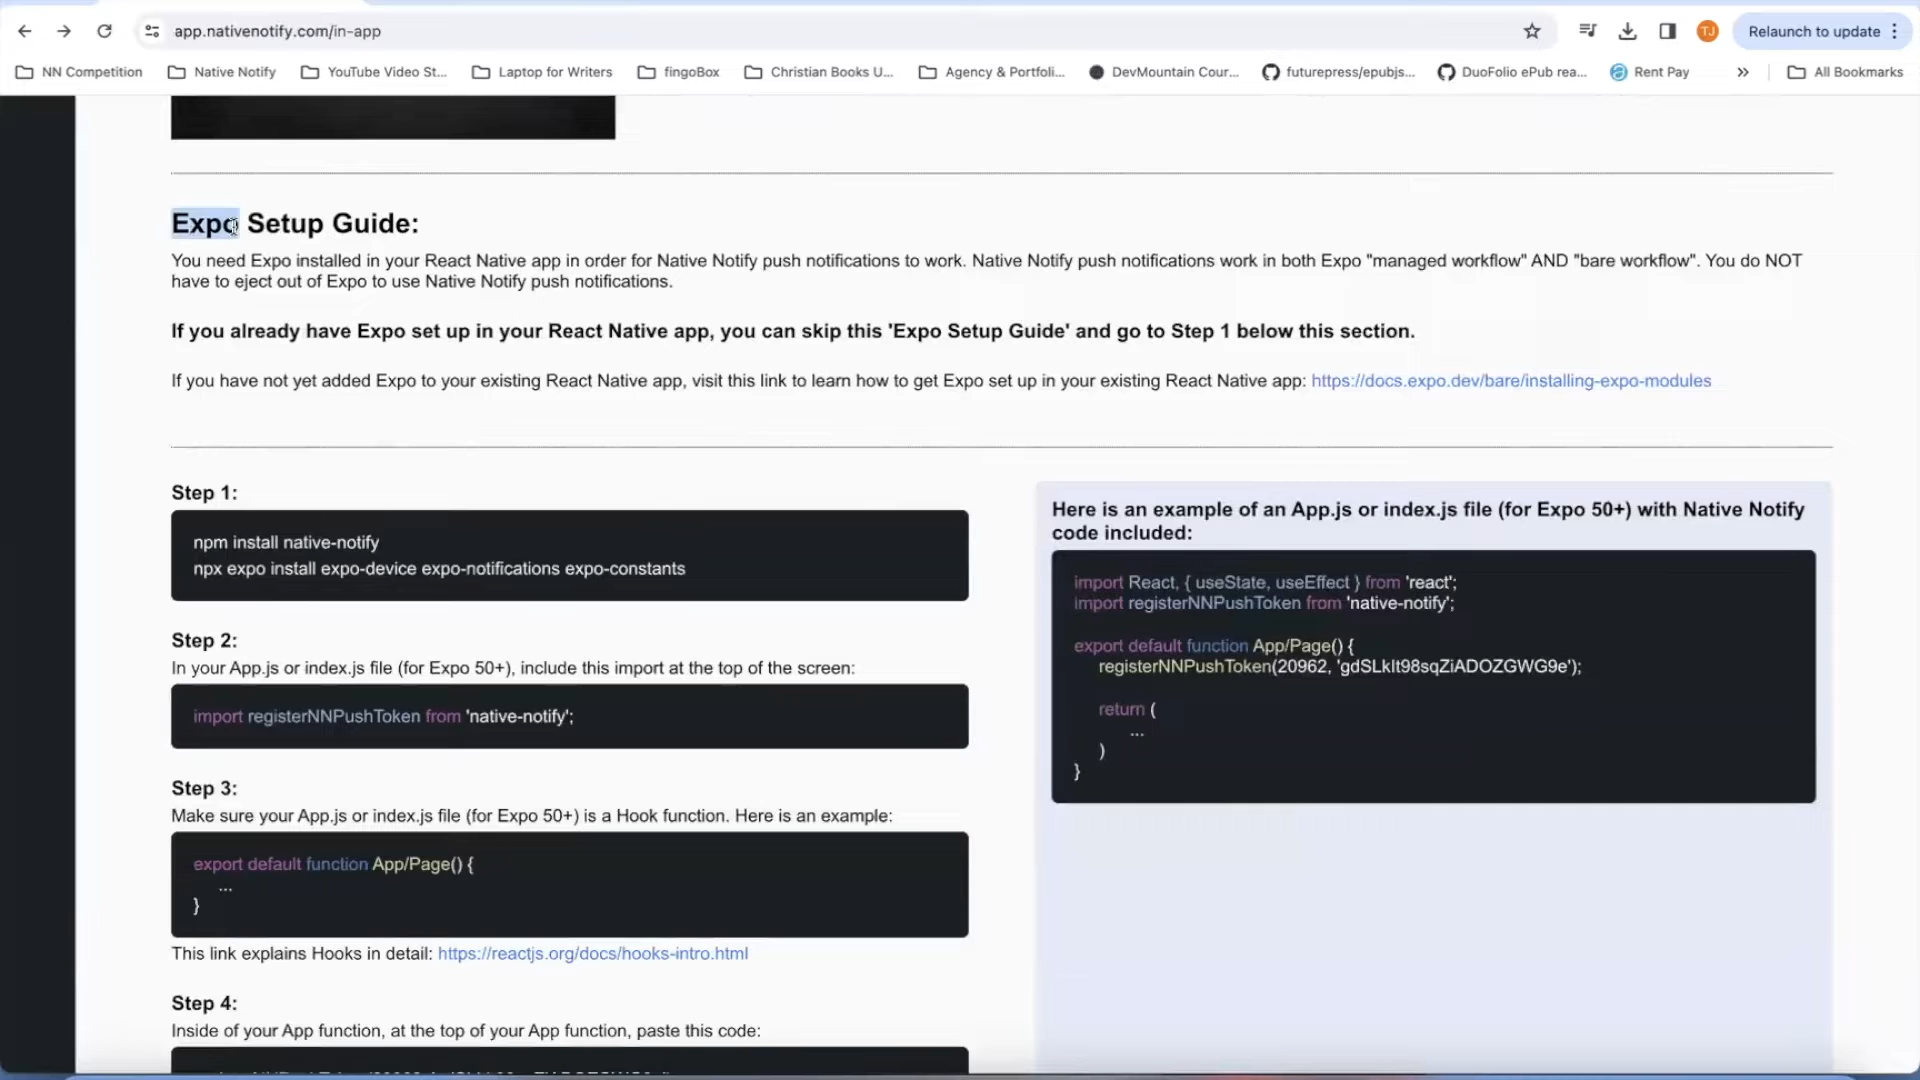 app.nativenotify.com/in-app
TJ
Relaunch to update
NN Competition
Native Notify
YouTube Video St...
Laptop for Writers
fingoBox
Christian Books U...
Agency & Portfoli...
DevMountain Cour...
futurepress/epubjs...
DuoFolio ePub rea...
Rent Pay
All Bookmarks
Expo Setup Guide:
You need Expo installed in your React Native app in order for Native Notify push notifications to work. Native Notify push notifications work in both Expo "managed workflow" AND "bare workflow". You do NOT
have to eject out of Expo to use Native Notify push notifications.
If you already have Expo set up in your React Native app, you can skip this 'Expo Setup Guide' and go to Step 1 below this section.
If you have not yet added Expo to your existing React Native app, visit this link to learn how to get Expo set up in your existing React Native app: https://docs.expo.dev/bare/installing-expo-modules
Step 1:
npm install native-notify
npx expo install expo-device expo-notifications expo-constants
Step 2:
In your App.js or index.js file (for Expo 50+), include this import at the top of the screen:
import registerNNPushToken from 'native-notify';
Step 3:
Make sure your App.js or index.js file (for Expo 50+) is a Hook function. Here is an example:
export default function App/Page() {
...
}
This link explains Hooks in detail: https://reactjs.org/docs/hooks-intro.html
Step 4:
Inside of your App function, at the top of your App function, paste this code:
Here is an example of an App.js or index.js file (for Expo 50+) with Native Notify
code included:
import React, { useState, useEffect } from 'react';
import registerNNPushToken from 'native-notify';
export default function App/Page() {
registerNNPushToken(20962, 'gdSLkIt98sqZiADOZGWG9e');
return (
...
)
}